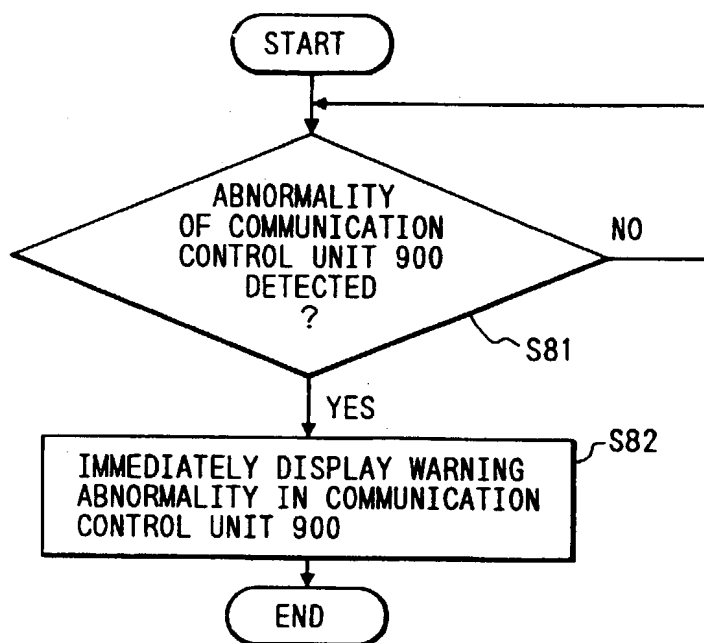 START
ABNORMALITY
OF COMMUNICATION
CONTROL UNIT 900
DETECTED
?
NO
S81
YES
S82
IMMEDIATELY DISPLAY WARNING
ABNORMALITY IN COMMUNICATION
CONTROL UNIT 900
END